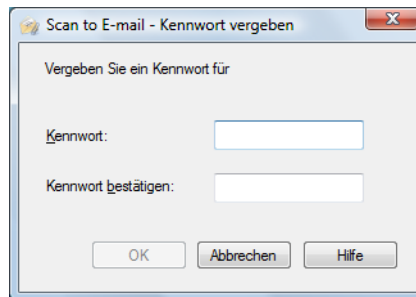 Scan to E-mail - Kennwort vergeben
Vergeben Sie ein Kennwort für
Kennwort:
Kennwort bestätigen:
OK Abbrechen Hilfe